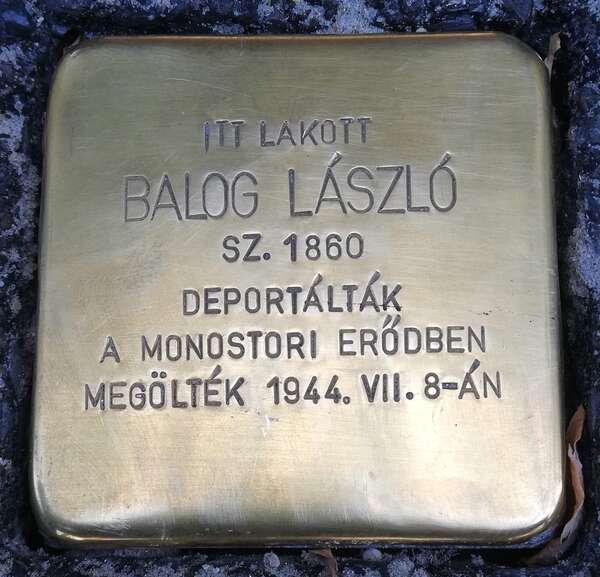 ITT LAKOTT
BALOG LÁSZLÓ
SZ. 1860
DEPORTÁLTÁK
A MONOSTORI ERŐDBEN
MEGÖLTÉK 1944. VII. 8-ÁN